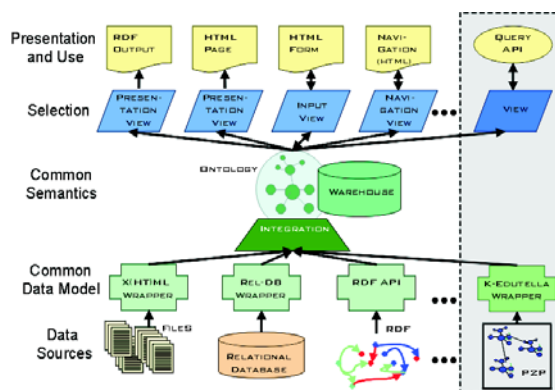 Presentation and Use
RDF OUTPUT
HTML PAGE
HTML FORM
NAVI-GATION (HTML)
QUERY API
Selection
PRESEN-TATION VIEW
PRESEN-TATION VIEW
INPUT VIEW
NAVI-GATION VIEW
VIEW
Common Semantics
ONTOLOGY
WAREHOUSE
INTEGRATION
Common Data Model
X(HT)ML WRAPPER
REL-DB WRAPPER
RDF API
K-EDUTELLA WRAPPER
Data Sources
FILES
RELATIONAL DATABASE
RDF
P2P